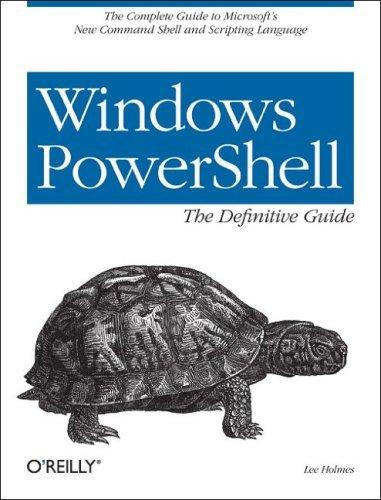 The Complete Guide to Microsoft's
New Command Shell and Scripting Language
Windows
PowerShell
The Definitive Guide
O'REILLY®
Lee Holmes